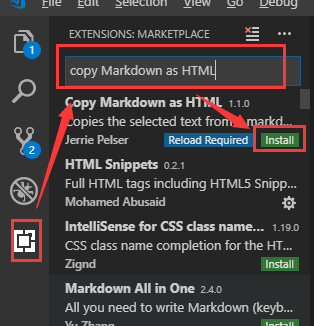 Edit Selection View Go Debug
EXTENSIONS: MARKETPLACE
1
copy Markdown as HTML
Copy Markdown as HTML 1.1.0
Copies the selected text from a markd...
Jerrie Pelser Reload Required Install
2
HTML Snippets 0.2.1
Full HTML tags including HTML5 Snipp...
Mohamed Abusaid
IntelliSense for CSS class name... 1.19.0
CSS class name completion for the HT...
Zignd Install
Markdown All in One 2.4.0
All you need to write Markdown (keyb...
Yu Zhang Install